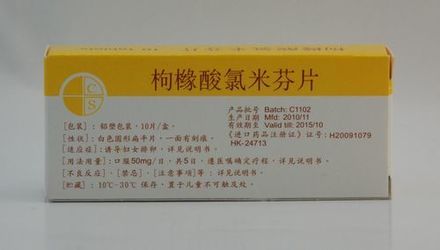 枸橼酸氯米芬片
C
S
产品批号 Batch: C1102
生产日期 Mfd: 2010/11
有效期至 Valid till: 2015/10
《进口药品注册证》证号: H20091079
HK-24713
[包装]: 铝塑包装, 10片/盒。
[性状]: 白色圆形扁平片, 一面有刻痕。
[适应症]: 诱导妇女排卵, 详见说明书。
[用法用量]: 口服50mg/日, 共5日, 遵医嘱确定疗程, 详见说明书。
[不良反应]、[禁忌]、[注意事项]等: 详见说明书。
[贮藏]: 10℃-30℃ 保存, 置于儿童不可触及处。